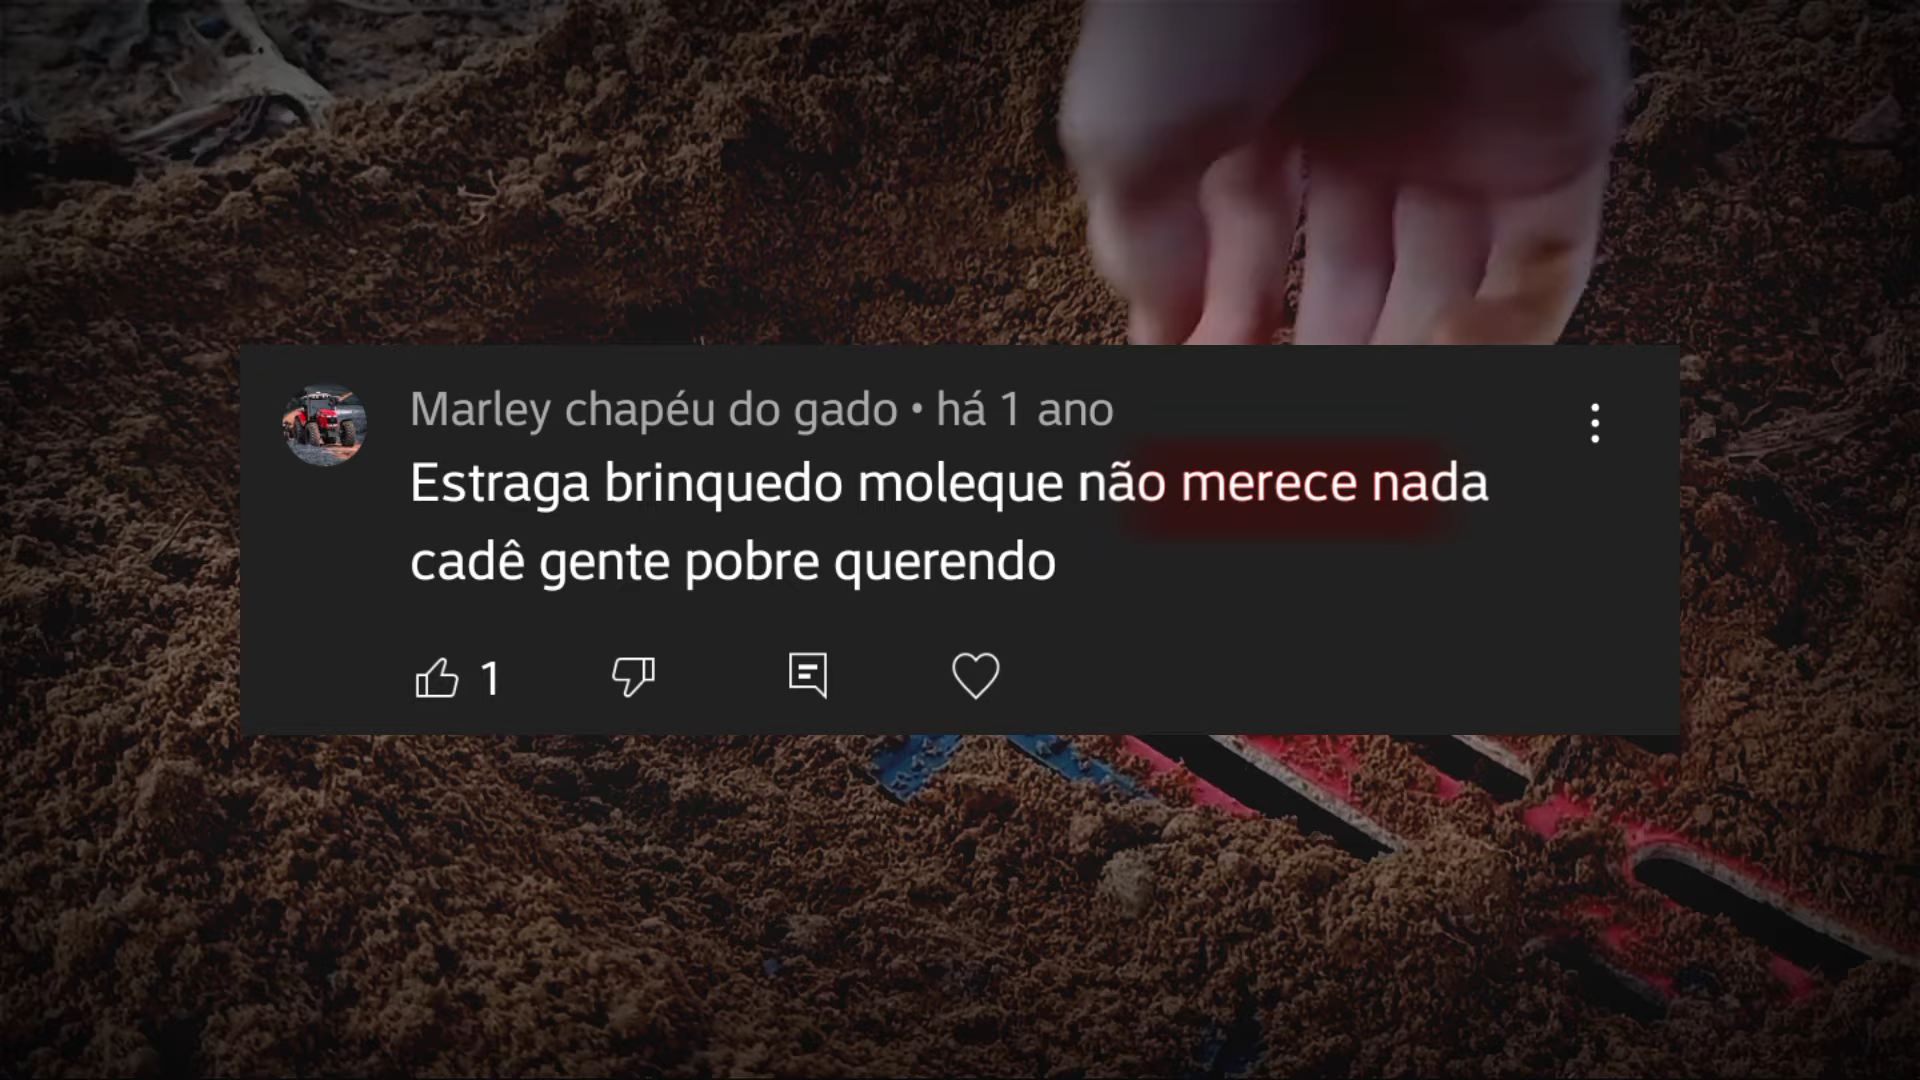 Marley chapéu do gado • há 1 ano
Estraga brinquedo moleque não merece nada
cadê gente pobre querendo
1